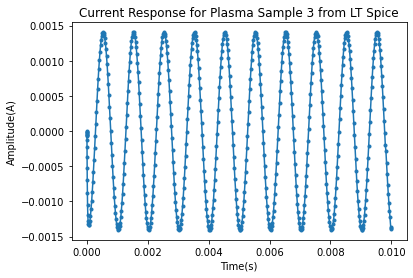 Current Response for Plasma Sample 3 from LT Spice
0.0015
0.0010
0.0005
0.0000
−0.0005
−0.0010
−0.0015
Amplitude(A)
0.000 0.002 0.004 0.006 0.008 0.010
Time(s)